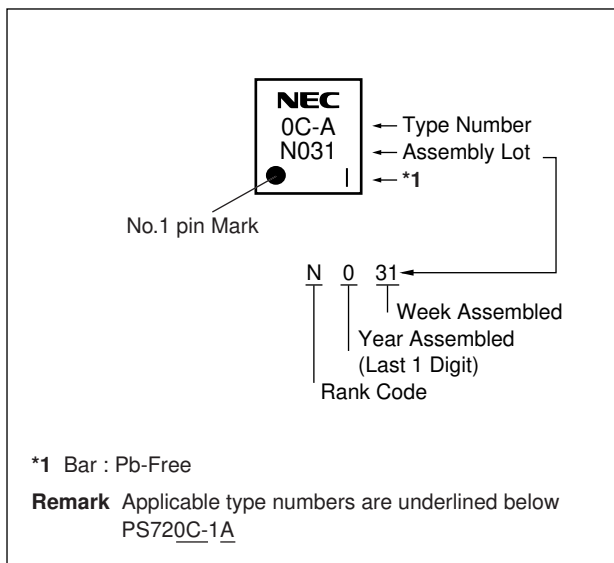 NEC
0C-A
N031
Type Number
Assembly Lot
*1
No.1 pin Mark
N 0 31
Week Assembled
Year Assembled
(Last 1 Digit)
Rank Code
*1 Bar : Pb-Free
Remark Applicable type numbers are underlined below
PS720C-1A